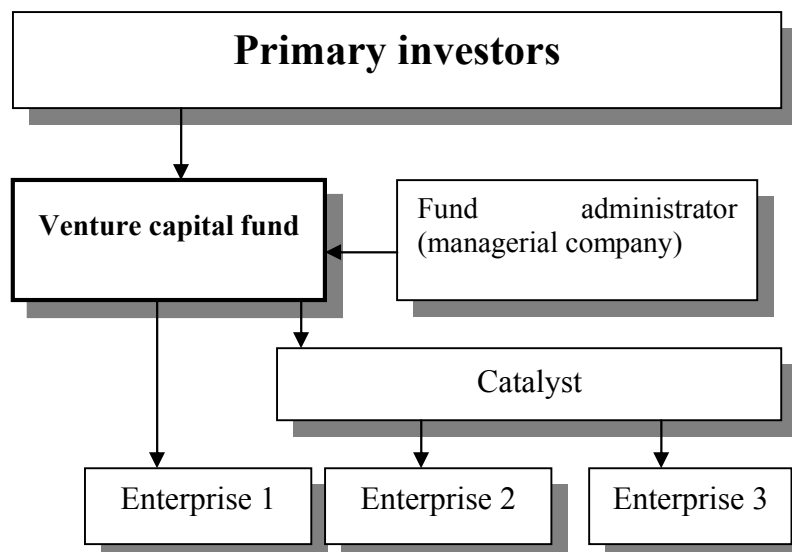 Primary investors
Venture capital fund
Fund administrator
(managerial company)
Catalyst
Enterprise 1
Enterprise 2
Enterprise 3